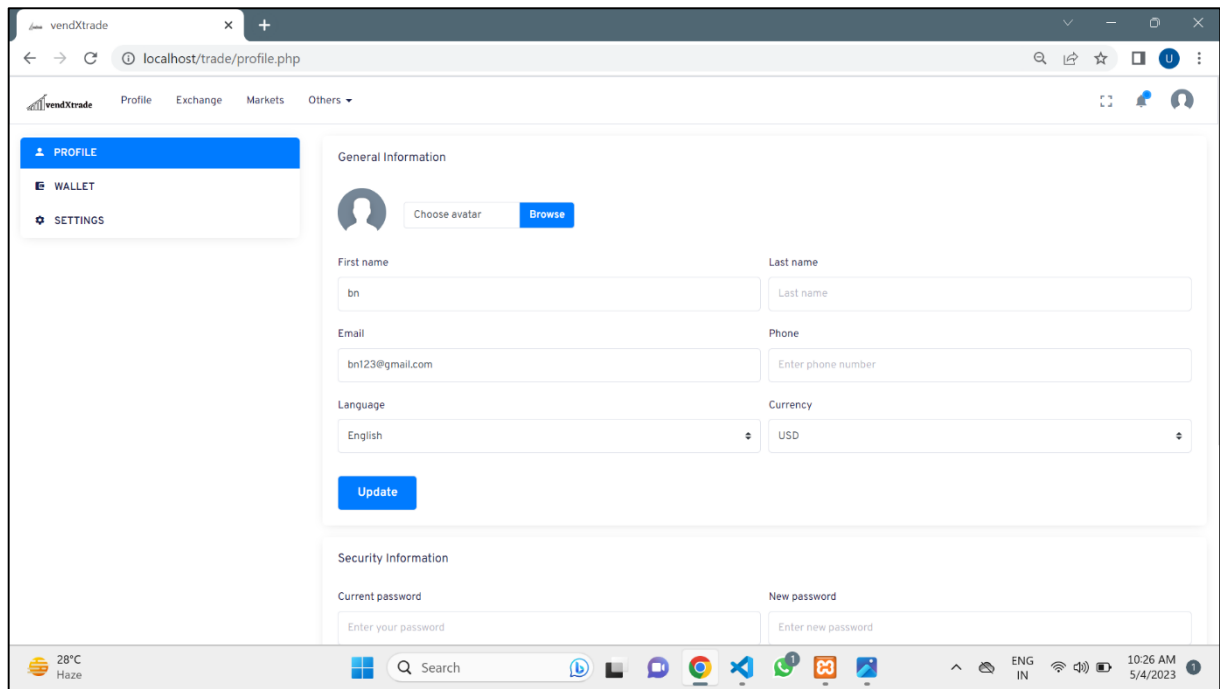 vendXtrade
localhost/trade/profile.php
U
vendXtrade Profile Exchange Markets Others
PROFILE
WALLET
SETTINGS
General Information
Choose avatar Browse
First name Last name
bn Last name
Email Phone
bn123@gmail.com Enter phone number
Language Currency
English USD
Update
Security Information
Current password New password
Enter your password Enter new password
28°C
Haze
Search
1
ENG
IN
10:26 AM
5/4/2023
1